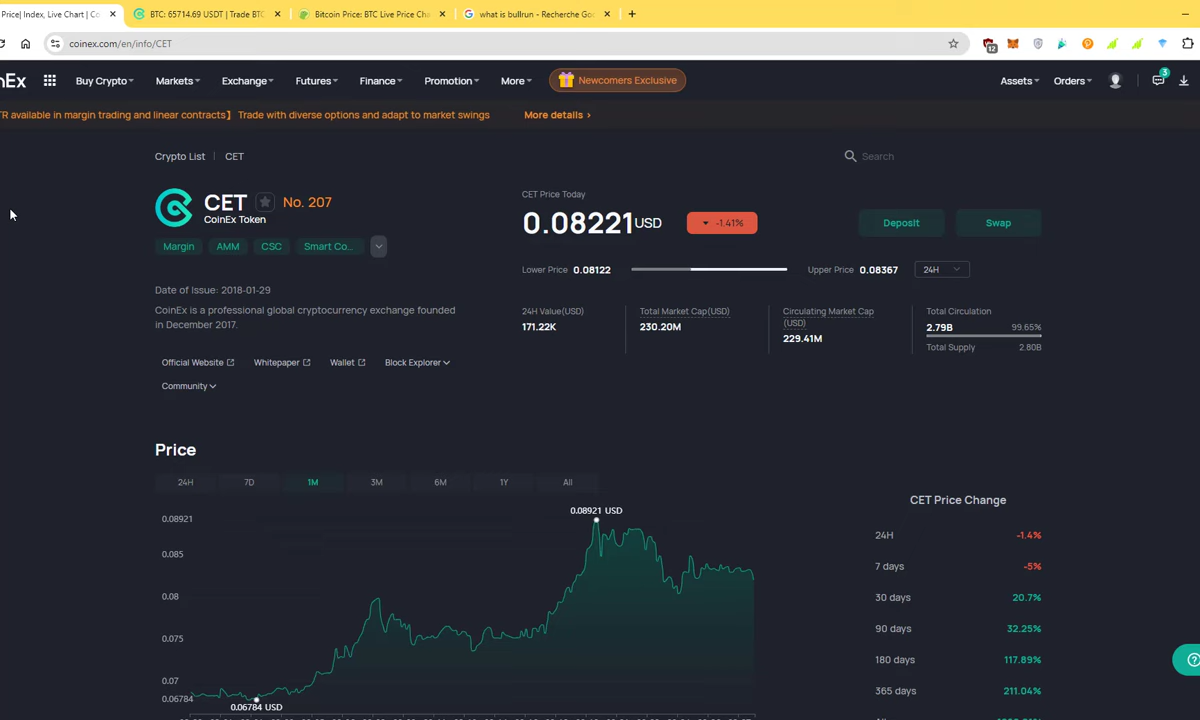 Price| Index, Live Chart | Co
BTC: 65714.69 USDT | Trade BTC
Bitcoin Price: BTC Live Price Cha
what is bullrun - Recherche Goo
coinex.com/en/info/CET
12
nEx
Buy Crypto
Markets
Exchange
Futures
Finance
Promotion
More
Newcomers Exclusive
Assets
Orders
3
TR available in margin trading and linear contracts】 Trade with diverse options and adapt to market swings
More details >
Crypto List | CET
Search
CET
No. 207
CoinEx Token
Margin
AMM
CSC
Smart Co...
CET Price Today
0.08221USD
-1.41%
Deposit
Swap
Lower Price 0.08122
Upper Price 0.08367
24H
Date of Issue: 2018-01-29
CoinEx is a professional global cryptocurrency exchange founded
in December 2017.
24H Value(USD)
171.22K
Total Market Cap(USD)
230.20M
Circulating Market Cap
(USD)
229.41M
Total Circulation
2.79B 99.65%
Total Supply 2.80B
Official Website
Whitepaper
Wallet
Block Explorer
Community
Price
24H
7D
1M
3M
6M
1Y
All
0.08921
0.085
0.08
0.075
0.07
0.06784
0.08921 USD
0.06784 USD
CET Price Change
24H -1.4%
7 days -5%
30 days 20.7%
90 days 32.25%
180 days 117.89%
365 days 211.04%